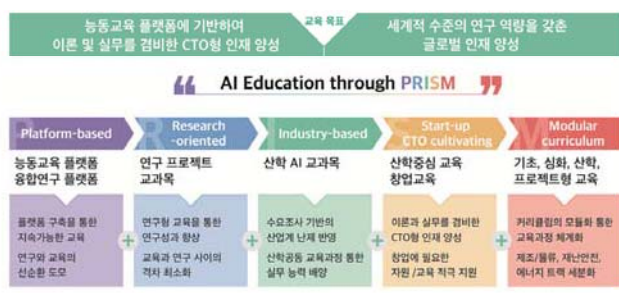 능동교육 플랫폼에 기반하여
이론 및 실무를 겸비한 CTO형 인재 양성
교육 목표
세계적 수준의 연구 역량을 갖춘
글로벌 인재 양성
AI Education through PRISM
P R I S M
Platform-based
Research
-oriented
Industry-based
Start-up
CTO cultivating
Modular
curriculum
능동교육 플랫폼
융합연구 플랫폼
연구 프로젝트
교과목
산학 AI 교과목
산학중심 교육
창업교육
기초, 심화, 산학,
프로젝트형 교육
플랫폼 구축을 통한
지속가능한 교육
연구와 교육의
선순환 도모
연구형 교육을 통한
연구성과 향상
교육과 연구 사이의
격차 최소화
수요조사 기반의
산업계 난제 반영
산학공동 교육과정 통한
실무 능력 배양
이론과 실무를 겸비한
CTO형 인재 양성
창업에 필요한
자원 /교육 적극 지원
커리큘럼의 모듈화 통한
교육과정 체계화
제조/물류, 재난안전,
에너지 트랙 세분화